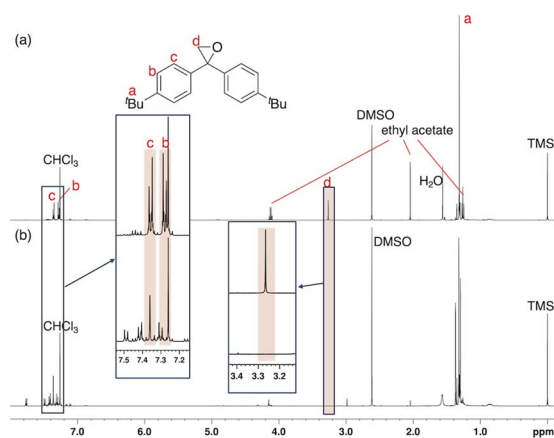 (a)
d
O
c
b
a
tBu
tBu
a
DMSO
ethyl acetate
TMS
CHCl3
c
b
c
b
d
H2O
(b)
CHCl3
DMSO
TMS
7.5 7.4 7.3 7.2
3.4 3.3 3.2
7.0 6.0 5.0 4.0 3.0 2.0 1.0 ppm